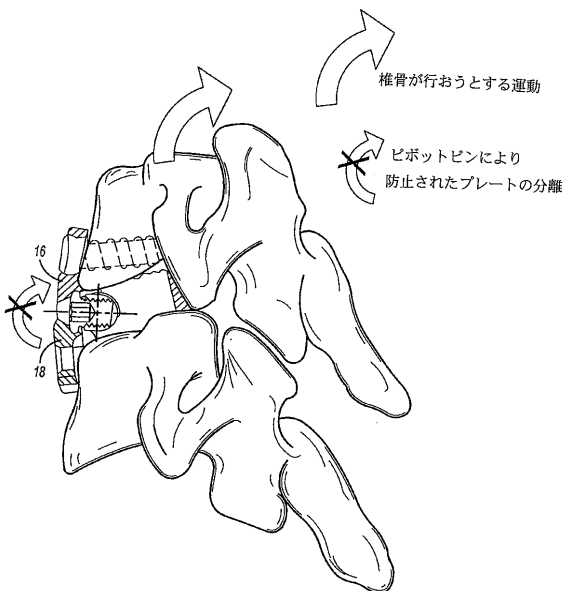 椎骨が行おうとする運動
ピボットピンにより
防止されたプレートの分離
16
18